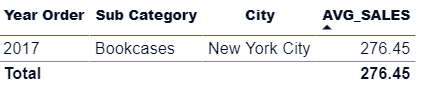 Year Order Sub Category City AVG_SALES
2017 Bookcases New York City 276.45
Total 276.45